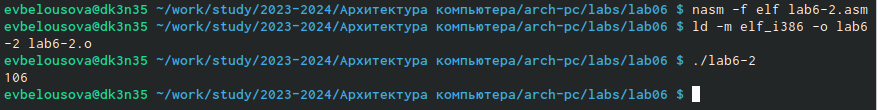 evbelousova@dk3n35 ~/work/study/2023-2024/Архитектура компьютера/arch-pc/labs/lab06 $ nasm -f elf lab6-2.asm
evbelousova@dk3n35 ~/work/study/2023-2024/Архитектура компьютера/arch-pc/labs/lab06 $ ld -m elf_i386 -o lab6
-2 lab6-2.o
evbelousova@dk3n35 ~/work/study/2023-2024/Архитектура компьютера/arch-pc/labs/lab06 $ ./lab6-2
106
evbelousova@dk3n35 ~/work/study/2023-2024/Архитектура компьютера/arch-pc/labs/lab06 $